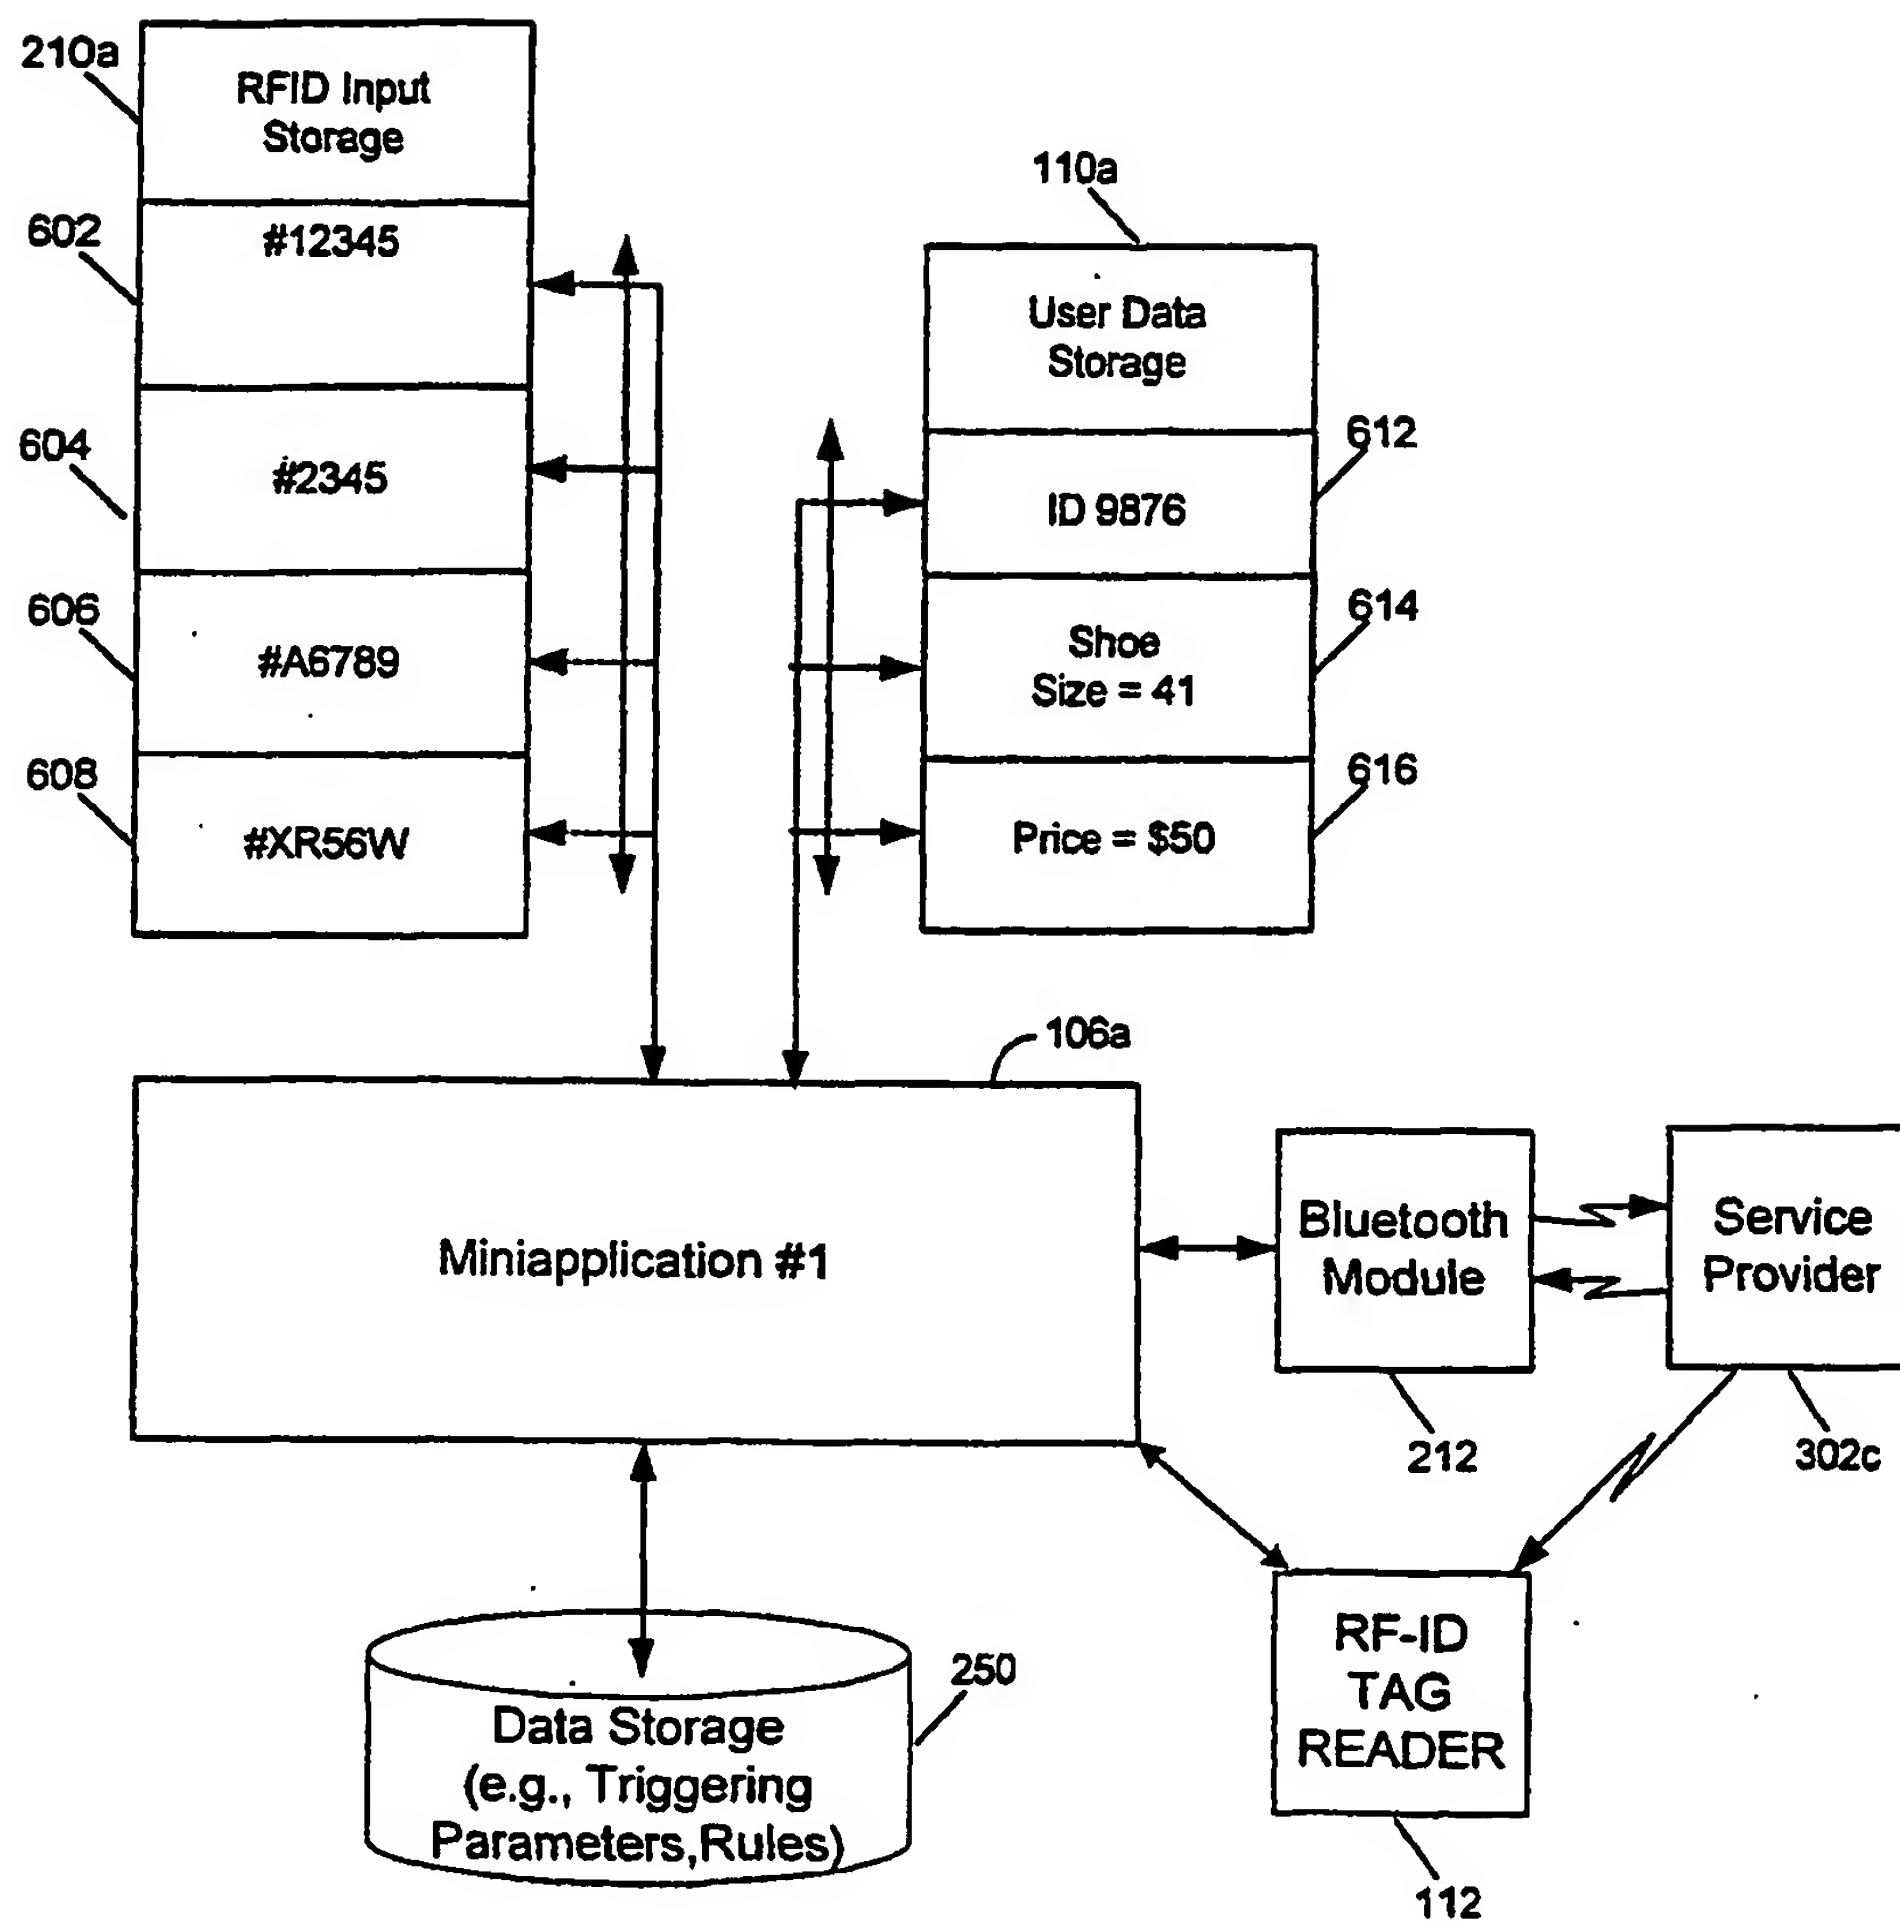 210a
RFID Input
Storage
602
#12345
604
#2345
606
#A6789
608
#XR56W
110a
User Data
Storage
612
ID 9876
614
Shoe
Size = 41
616
Price = $50
106a
Miniapplication #1
Bluetooth
Module
212
Service
Provider
302c
Data Storage
(e.g., Triggering
Parameters,Rules)
250
RF-ID
TAG
READER
112